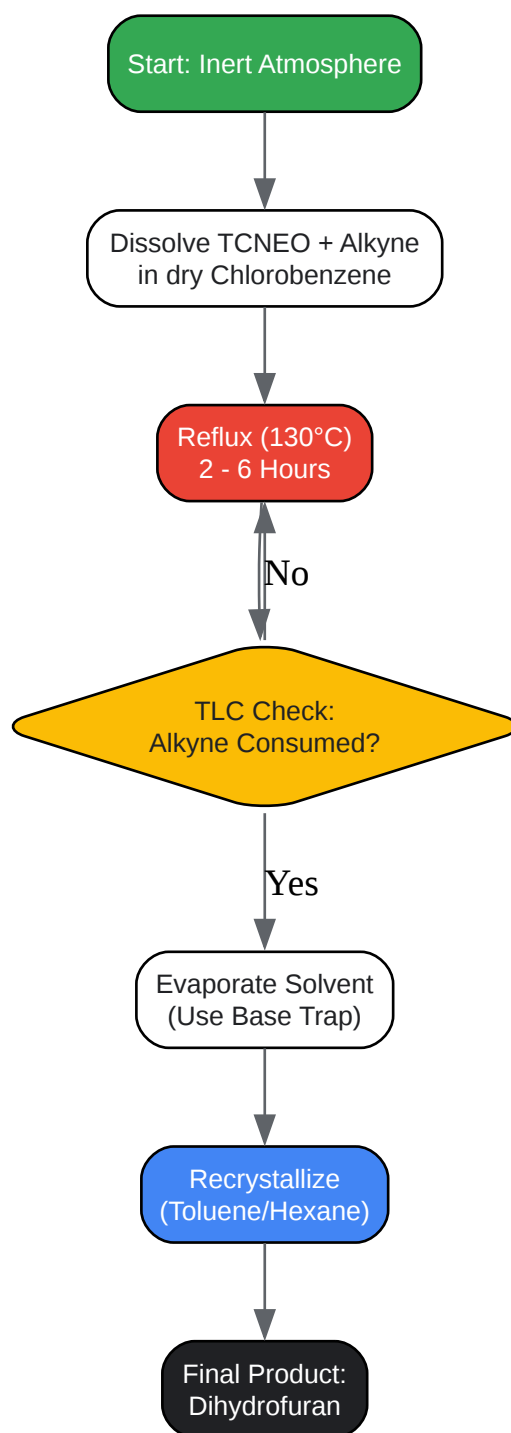 Start: Inert Atmosphere
Dissolve TCNEO + Alkyne
in dry Chlorobenzene
Reflux (130°C)
2 - 6 Hours
No
TLC Check:
Alkyne Consumed?
Yes
Evaporate Solvent
(Use Base Trap)
Recrystallize
(Toluene/Hexane)
Final Product:
Dihydrofuran